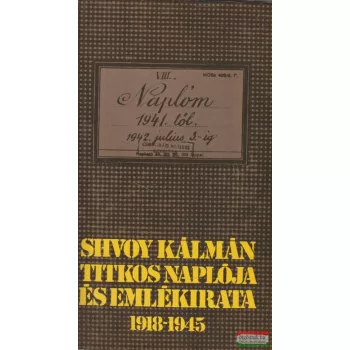 VIII.
Naplóm
1941. től.
1942. július 3-ig
SHVOY KÁLMÁN
TITKOS NAPLÓJA
ÉS EMLÉKIRATA
1918-1945